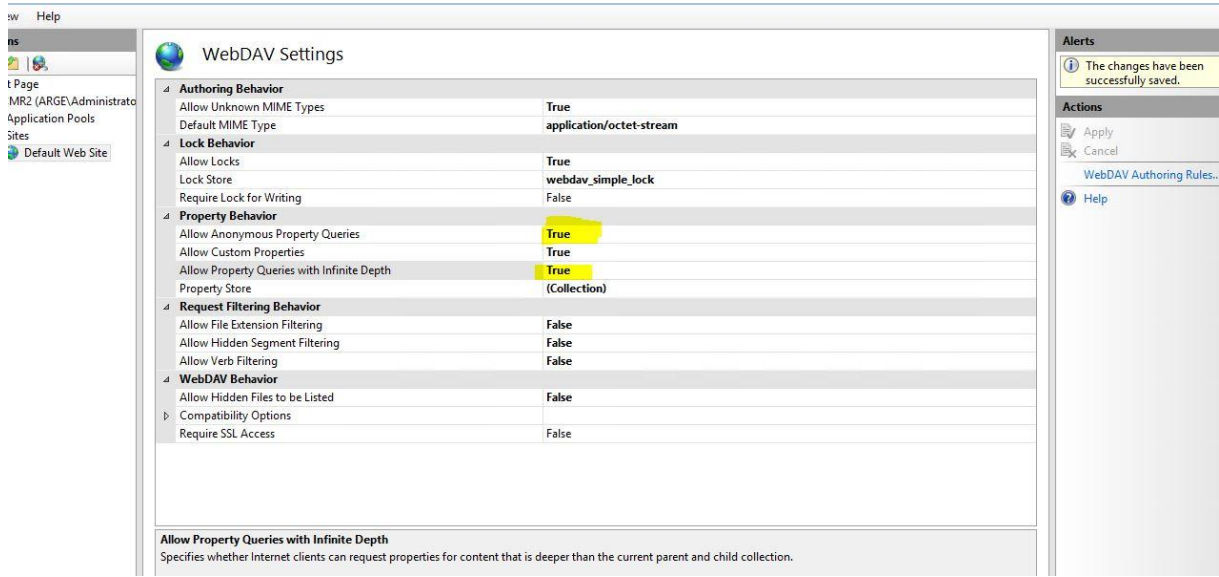 Help
WebDAV Settings
Authoring Behavior
Allow Unknown MIME Types True
Default MIME Type application/octet-stream
Lock Behavior
Allow Locks True
Lock Store webdav_simple_lock
Require Lock for Writing False
Property Behavior
Allow Anonymous Property Queries True
Allow Custom Properties True
Allow Property Queries with Infinite Depth True
Property Store (Collection)
Request Filtering Behavior
Allow File Extension Filtering False
Allow Hidden Segment Filtering False
Allow Verb Filtering False
WebDAV Behavior
Allow Hidden Files to be Listed False
Compatibility Options
Require SSL Access False
Allow Property Queries with Infinite Depth
Specifies whether Internet clients can request properties for content that is deeper than the current parent and child collection.
t Page
MR2 (ARGE\Administrato
Application Pools
Sites
Default Web Site
Alerts
The changes have been
successfully saved.
Actions
Apply
Cancel
WebDAV Authoring Rules...
Help